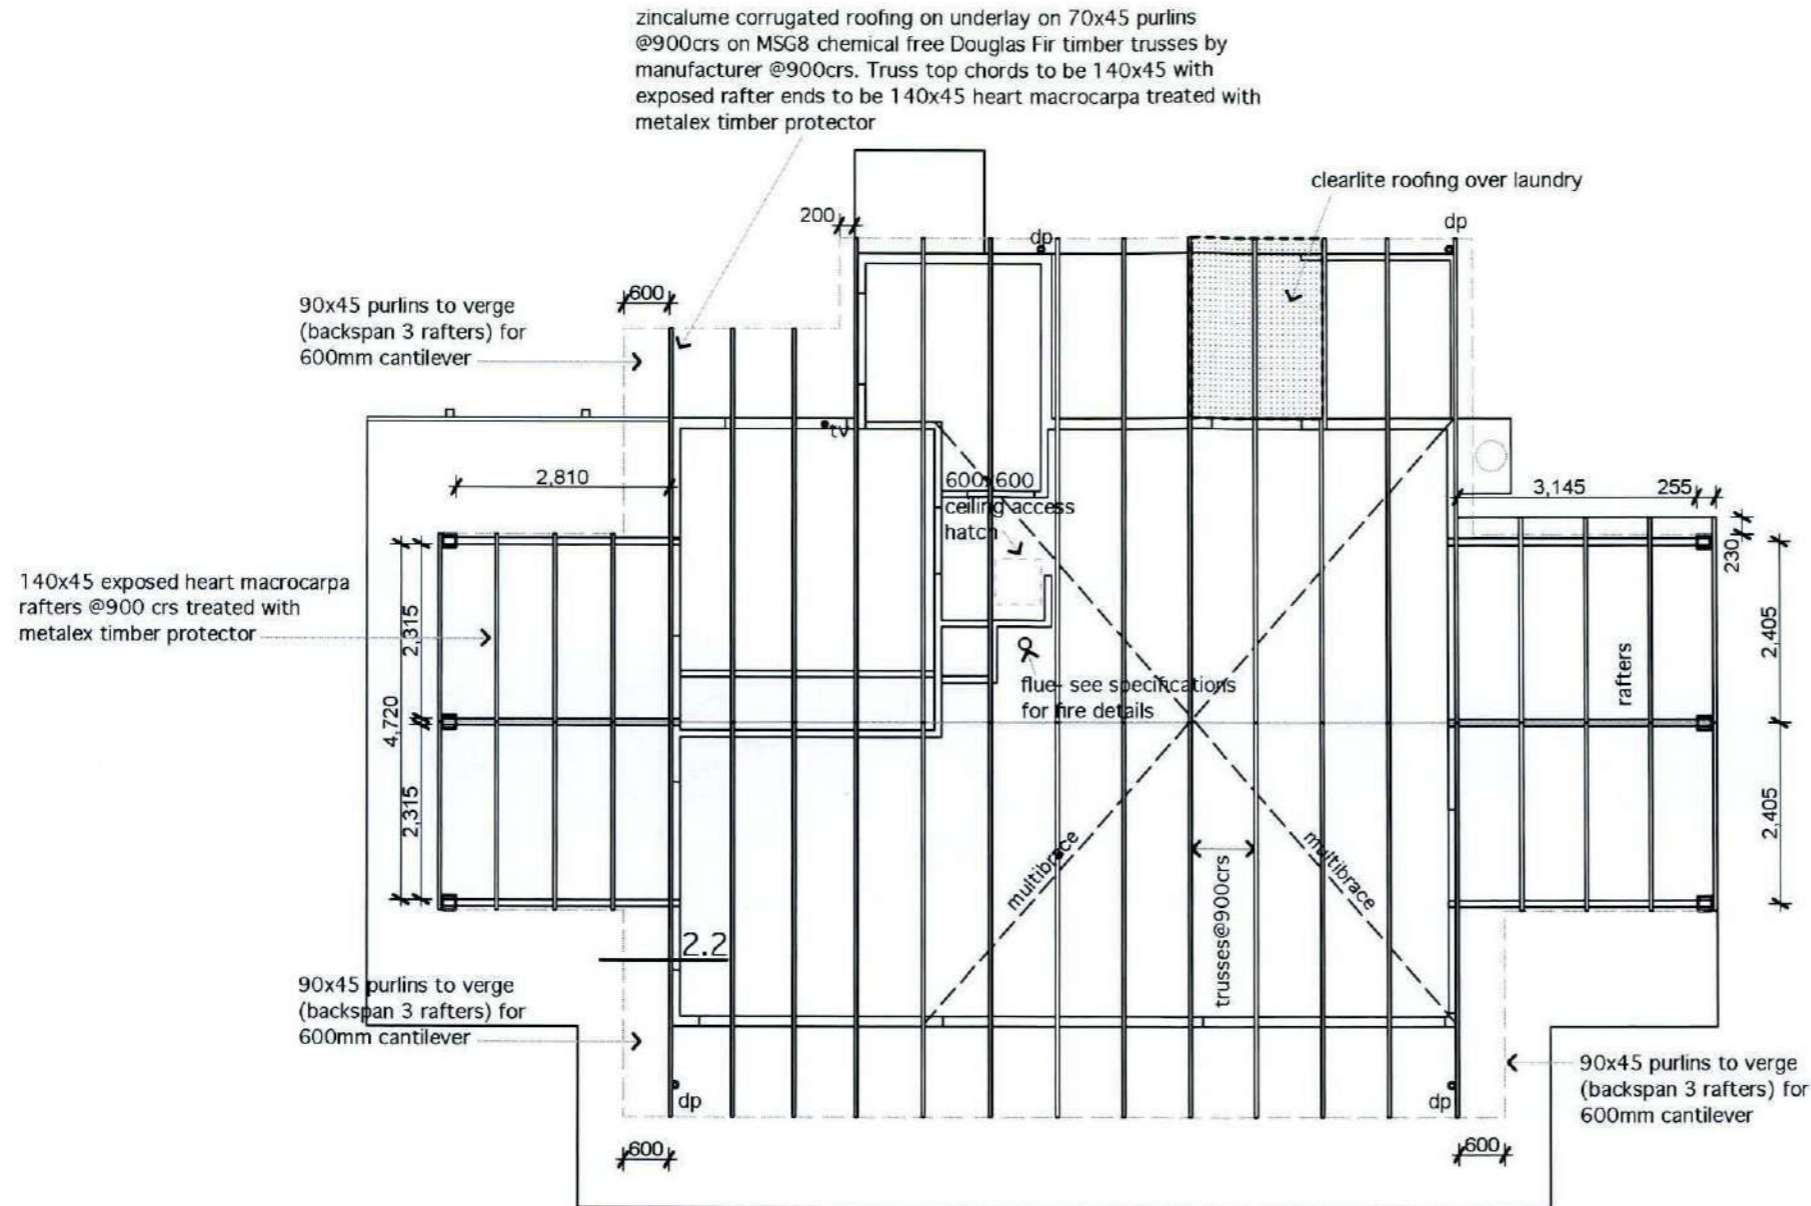 zincalume corrugated roofing on underlay on 70x45 purlins
@900crs on MSG8 chemical free Douglas Fir timber trusses by
manufacturer @900crs. Truss top chords to be 140x45 with
exposed rafter ends to be 140x45 heart macrocarpa treated with
metalex timber protector
clearlite roofing over laundry
200
dp
dp
600
90x45 purlins to verge
(backspan 3 rafters) for
600mm cantilever
tv
2,810
600x600
ceiling access
hatch
3,145
255
230
140x45 exposed heart macrocarpa
rafters @900 crs treated with
metalex timber protector
2,315
4,720
2,315
flue- see specifications
for fire details
rafters
2,405
2,405
multibrace
multibrace
trusses@900crs
2.2
90x45 purlins to verge
(backspan 3 rafters) for
600mm cantilever
dp
dp
90x45 purlins to verge
(backspan 3 rafters) for
600mm cantilever
600
600